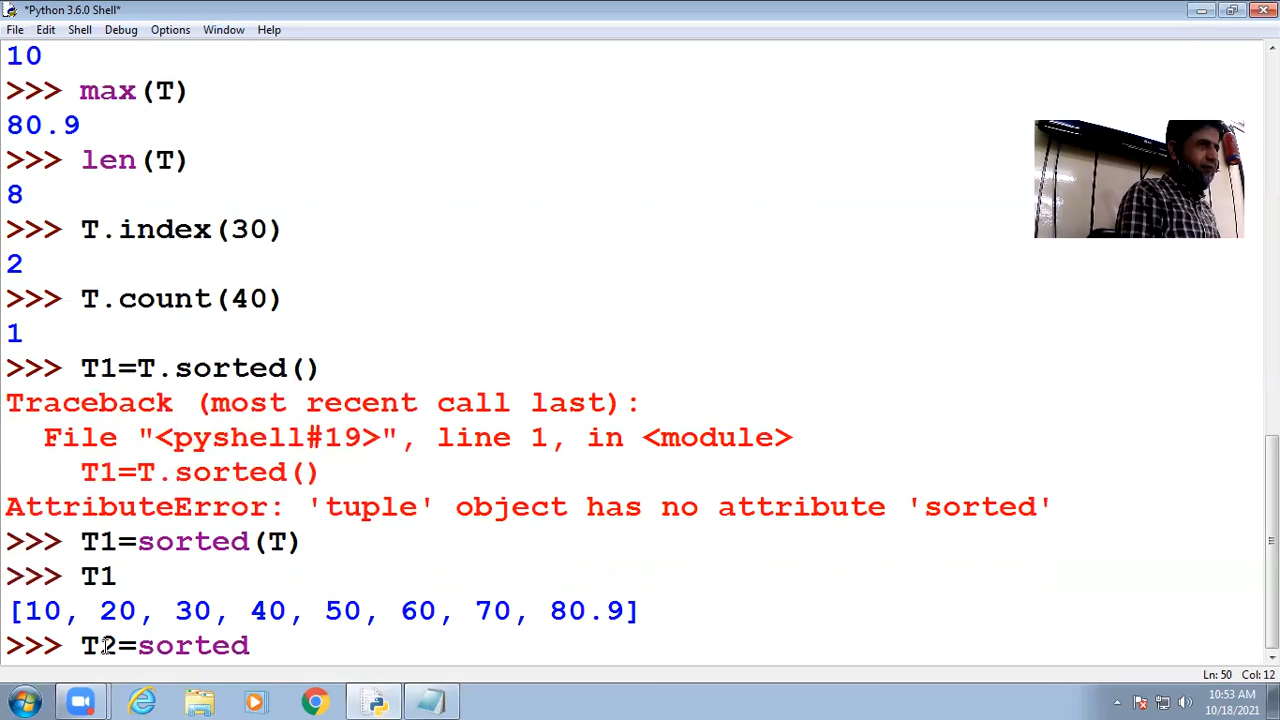 *Python 3.6.0 Shell*
File Edit Shell Debug Options Window Help
10
>>> max(T)
80.9
>>> len(T)
8
>>> T.index(30)
2
>>> T.count(40)
1
>>> T1=T.sorted()
Traceback (most recent call last):
  File "<pyshell#19>", line 1, in <module>
    T1=T.sorted()
AttributeError: 'tuple' object has no attribute 'sorted'
>>> T1=sorted(T)
>>> T1
[10, 20, 30, 40, 50, 60, 70, 80.9]
>>> T2=sorted
Ln: 50 Col: 12
10:53 AM
10/18/2021